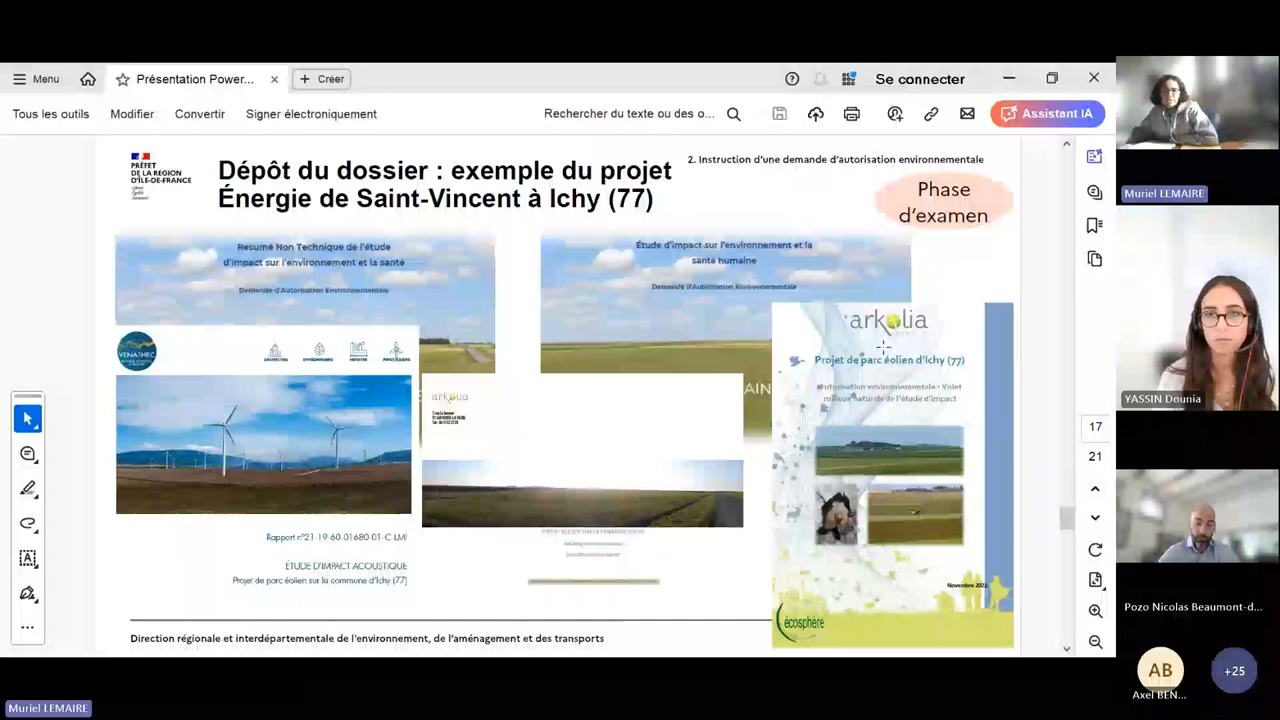 Menu
Présentation Power...
Créer
Se connecter
Tous les outils
Modifier
Convertir
Signer électroniquement
Rechercher du texte ou des o...
Assistant IA
PRÉFET
DE LA RÉGION
D'ÎLE-DE-FRANCE
Liberté
Égalité
Fraternité
Dépôt du dossier : exemple du projet
Énergie de Saint-Vincent à Ichy (77)
2. Instruction d'une demande d'autorisation environnementale
Phase
d'examen
Resumé Non Technique de l'étude
d'impact sur l'environnement et la santé
Demande d'Autorisation Environnementale
Étude d'impact sur l'environnement et la
santé humaine
Demande d'Autorisation Environnementale
VENATHEC
arkolia
AIN
Rapport n°21-19-60-01680-01-C-LMI
ÉTUDE D'IMPACT ACOUSTIQUE
Projet de parc éolien sur la commune d'Ichy (77)
arkolia
Projet de parc éolien d'Ichy (77)
Autorisation environnementale : Volet
milieux naturels de l'étude d'impact
Novembre 2022
écosphère
Direction régionale et interdépartementale de l'environnement, de l'aménagement et des transports
17
21
Muriel LEMAIRE
YASSIN Dounia
Pozo Nicolas Beaumont-d...
AB
+25
Axel BEN...
Muriel LEMAIRE